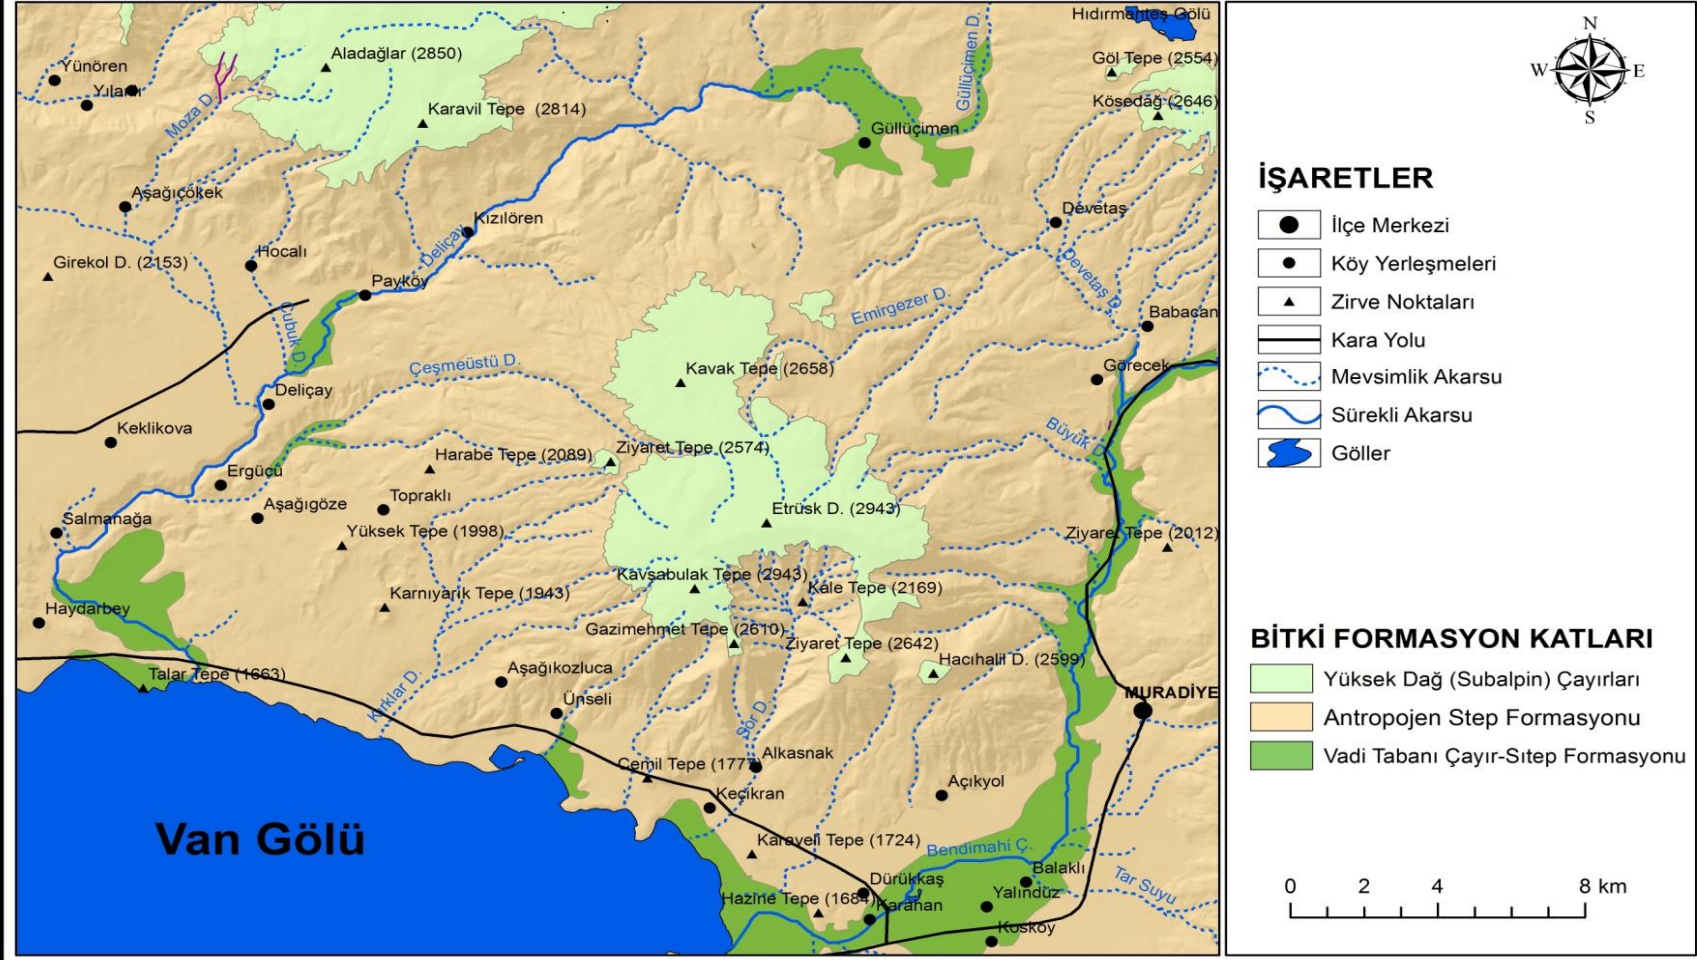 Hıdırmenteş Gölü
Aladağlar (2850)
Göl Tepe (2554)
Yünören
Güllüçimen D.
Kösedağ (2646)
Karavil Tepe (2814)
Moza D.
Güllüçimen
Aşağıçökek
Devetaş
Kızılören
Deliçay
Hocalı
Girekol D. (2153)
Payköy
Devetaş D.
Emirgezer D.
Babacan
Çubuk D.
Çeşmeüstü D.
Kavak Tepe (2658)
Görecek
Deliçay
Keklikova
Büyük D.
Harabe Tepe (2089)
Ziyaret Tepe (2574)
Ergücü
Topraklı
Aşağıgöze
Etrüsk D. (2943)
Salmanağa
Yüksek Tepe (1998)
Ziyaret Tepe (2012)
Kavsabulak Tepe (2943)
Kale Tepe (2169)
Karnıyarık Tepe (1943)
Haydarbey
Gazimehmet Tepe (2610)
Ziyaret Tepe (2642)
Hacıhalil D. (2599)
Aşağıkozluca
Talar Tepe (1663)
MURADİYE
Ünseli
Kırklar D.
Sor D.
Alkasnak
Cemil Tepe (1777)
Açıkyol
Keçikran
Van Gölü
Karaveli Tepe (1724)
Bendimahi Ç.
Balaklı
Tar Suyu
Dürükkaş
Yalındüz
Hazine Tepe (1684)
Karahan
Köşköy
N
W
E
S
İŞARETLER
İlçe Merkezi
Köy Yerleşmeleri
Zirve Noktaları
Kara Yolu
Mevsimlik Akarsu
Sürekli Akarsu
Göller
BİTKİ FORMASYON KATLARI
Yüksek Dağ (Subalpin) Çayırları
Antropojen Step Formasyonu
Vadi Tabanı Çayır-Sıtep Formasyonu
0 2 4 8 km